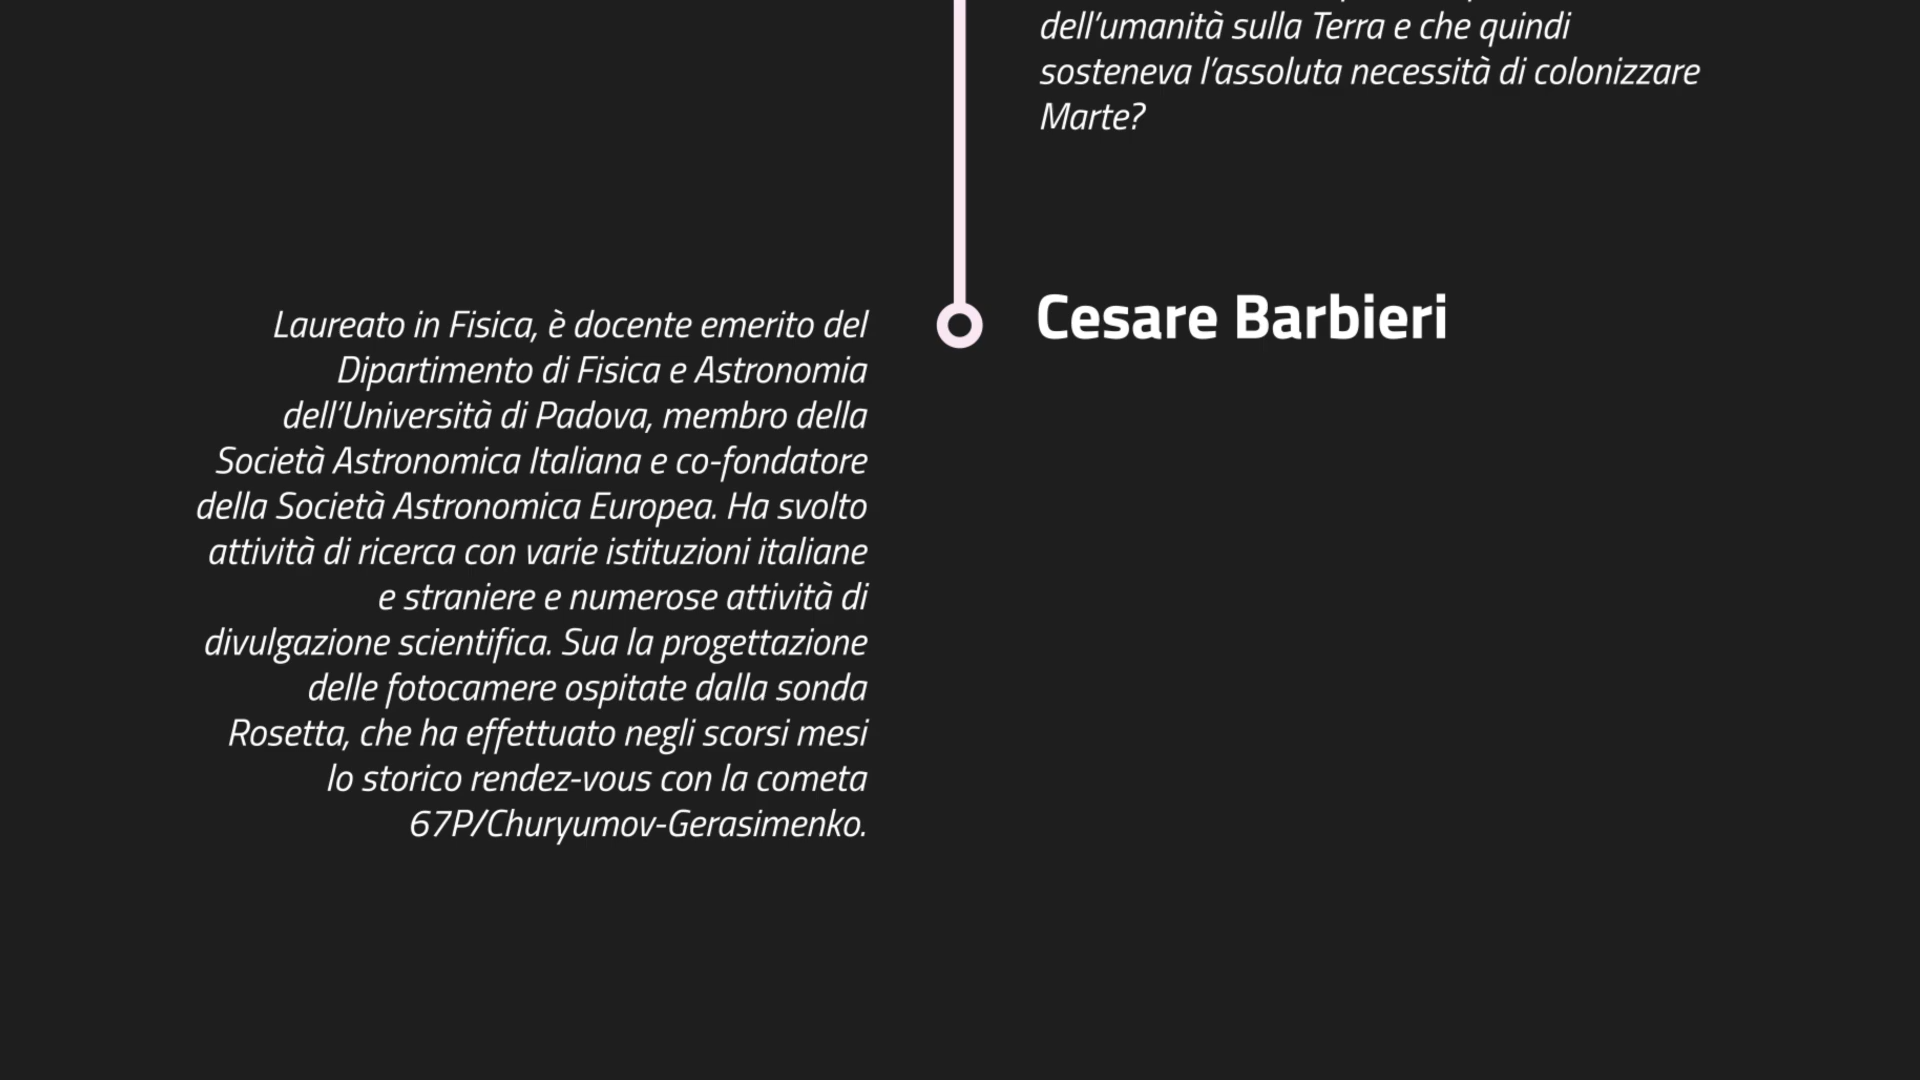 dell’umanità sulla Terra e che quindi
sosteneva l’assoluta necessità di colonizzare
Marte?
Cesare Barbieri
Laureato in Fisica, è docente emerito del
Dipartimento di Fisica e Astronomia
dell’Università di Padova, membro della
Società Astronomica Italiana e co-fondatore
della Società Astronomica Europea. Ha svolto
attività di ricerca con varie istituzioni italiane
e straniere e numerose attività di
divulgazione scientifica. Sua la progettazione
delle fotocamere ospitate dalla sonda
Rosetta, che ha effettuato negli scorsi mesi
lo storico rendez-vous con la cometa
67P/Churyumov-Gerasimenko.